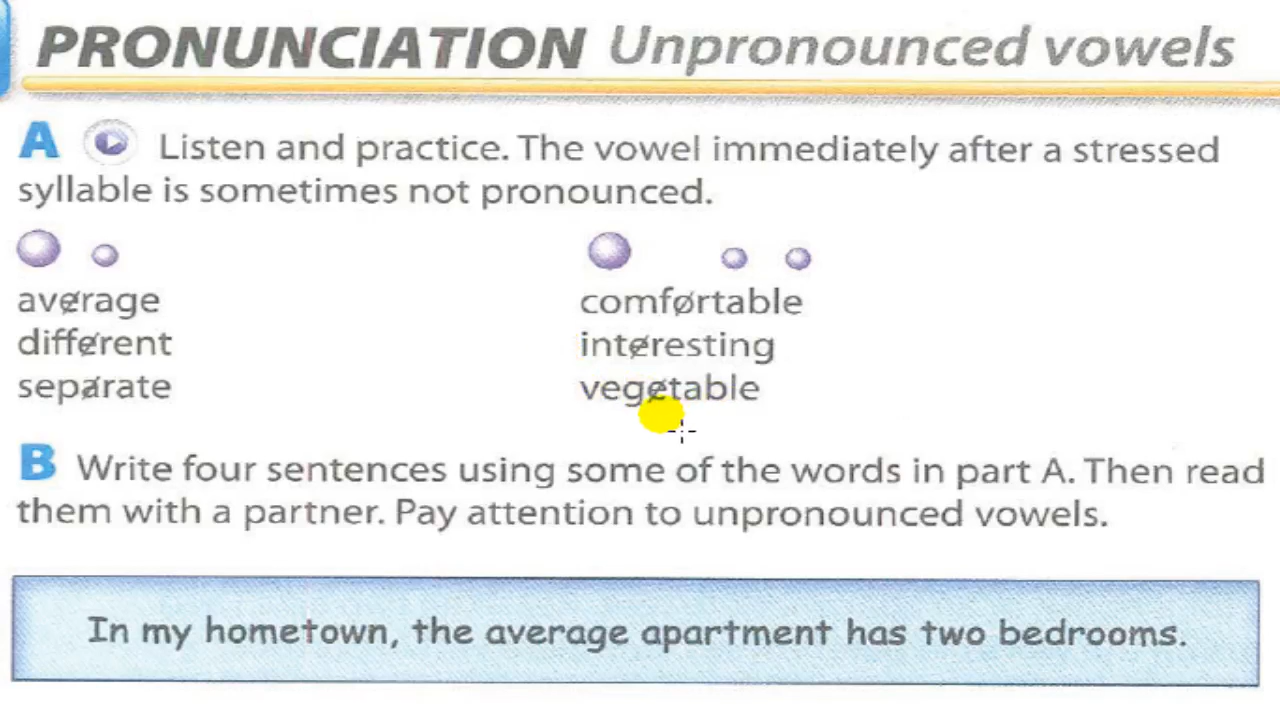 PRONUNCIATION Unpronounced vowels
A Listen and practice. The vowel immediately after a stressed
syllable is sometimes not pronounced.
average comfortable
different interesting
separate vegetable
B Write four sentences using some of the words in part A. Then read
them with a partner. Pay attention to unpronounced vowels.
In my hometown, the average apartment has two bedrooms.